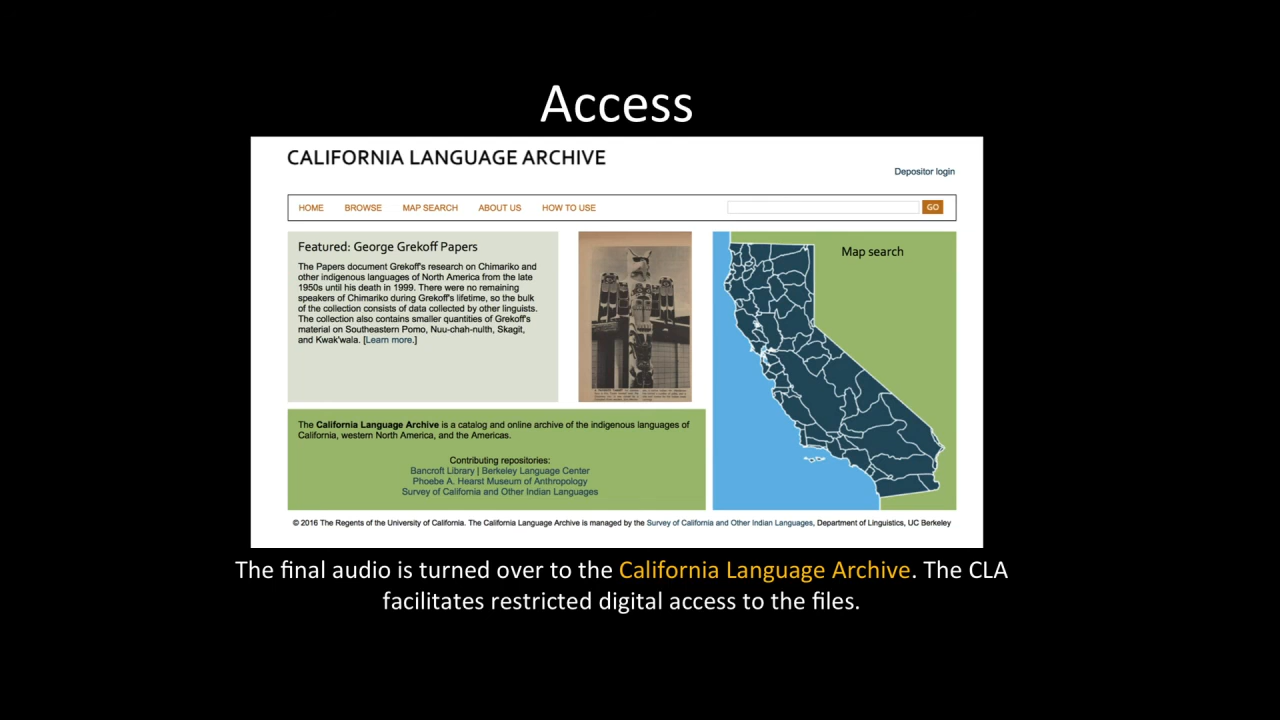 Access
CALIFORNIA LANGUAGE ARCHIVE
Depositor login
HOME BROWSE MAP SEARCH ABOUT US HOW TO USE GO
Featured: George Grekoff Papers
The Papers document Grekoff's research on Chimariko and
other indigenous languages of North America from the late
1950s until his death in 1999. There were no remaining
speakers of Chimariko during Grekoff's lifetime, so the bulk
of the collection consists of data collected by other linguists.
The collection also contains smaller quantities of Grekoff's
material on Southeastern Pomo, Nuu-chah-nulth, Skagit,
and Kwak'wala. [Learn more.]
Map search
The California Language Archive is a catalog and online archive of the indigenous languages of
California, western North America, and the Americas.
Contributing repositories:
Bancroft Library | Berkeley Language Center
Phoebe A. Hearst Museum of Anthropology
Survey of California and Other Indian Languages
© 2016 The Regents of the University of California. The California Language Archive is managed by the Survey of California and Other Indian Languages, Department of Linguistics, UC Berkeley
The final audio is turned over to the California Language Archive. The CLA
facilitates restricted digital access to the files.